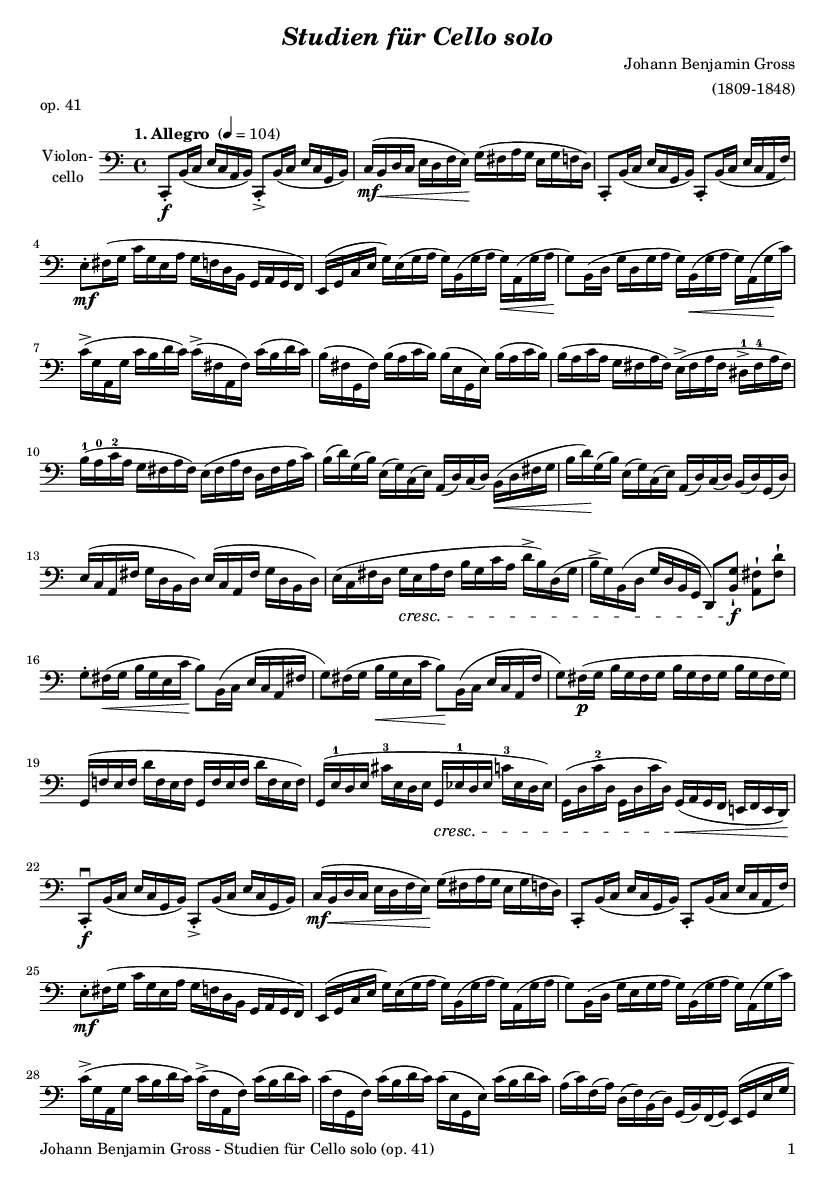 Studien für Cello solo
Johann Benjamin Gross
(1809-1848)
op. 41
1. Allegro (♩ = 104)
Violon-
cello
f
mf
4
mf
7
1 4
10
1 0 2
13
cresc.
f
16
p
19
1 3 1 3 2
cresc.
22
f
mf
25
mf
28
Johann Benjamin Gross - Studien für Cello solo (op. 41)
1